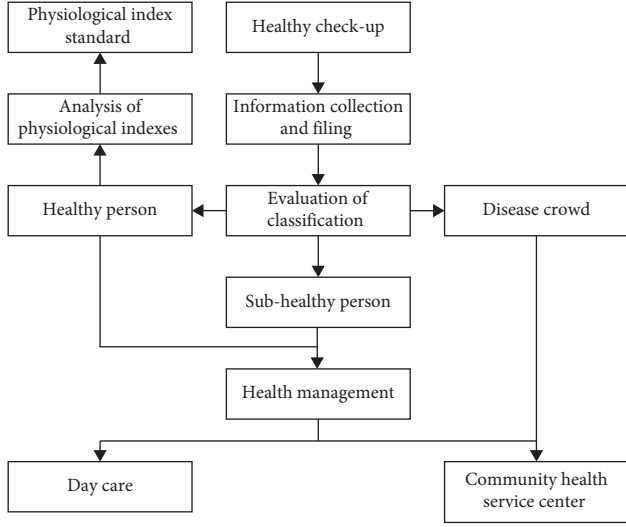 Physiological index
standard
Healthy check-up
Analysis of
physiological indexes
Information collection
and filing
Healthy person
Evaluation of
classification
Disease crowd
Sub-healthy person
Health management
Day care
Community health
service center